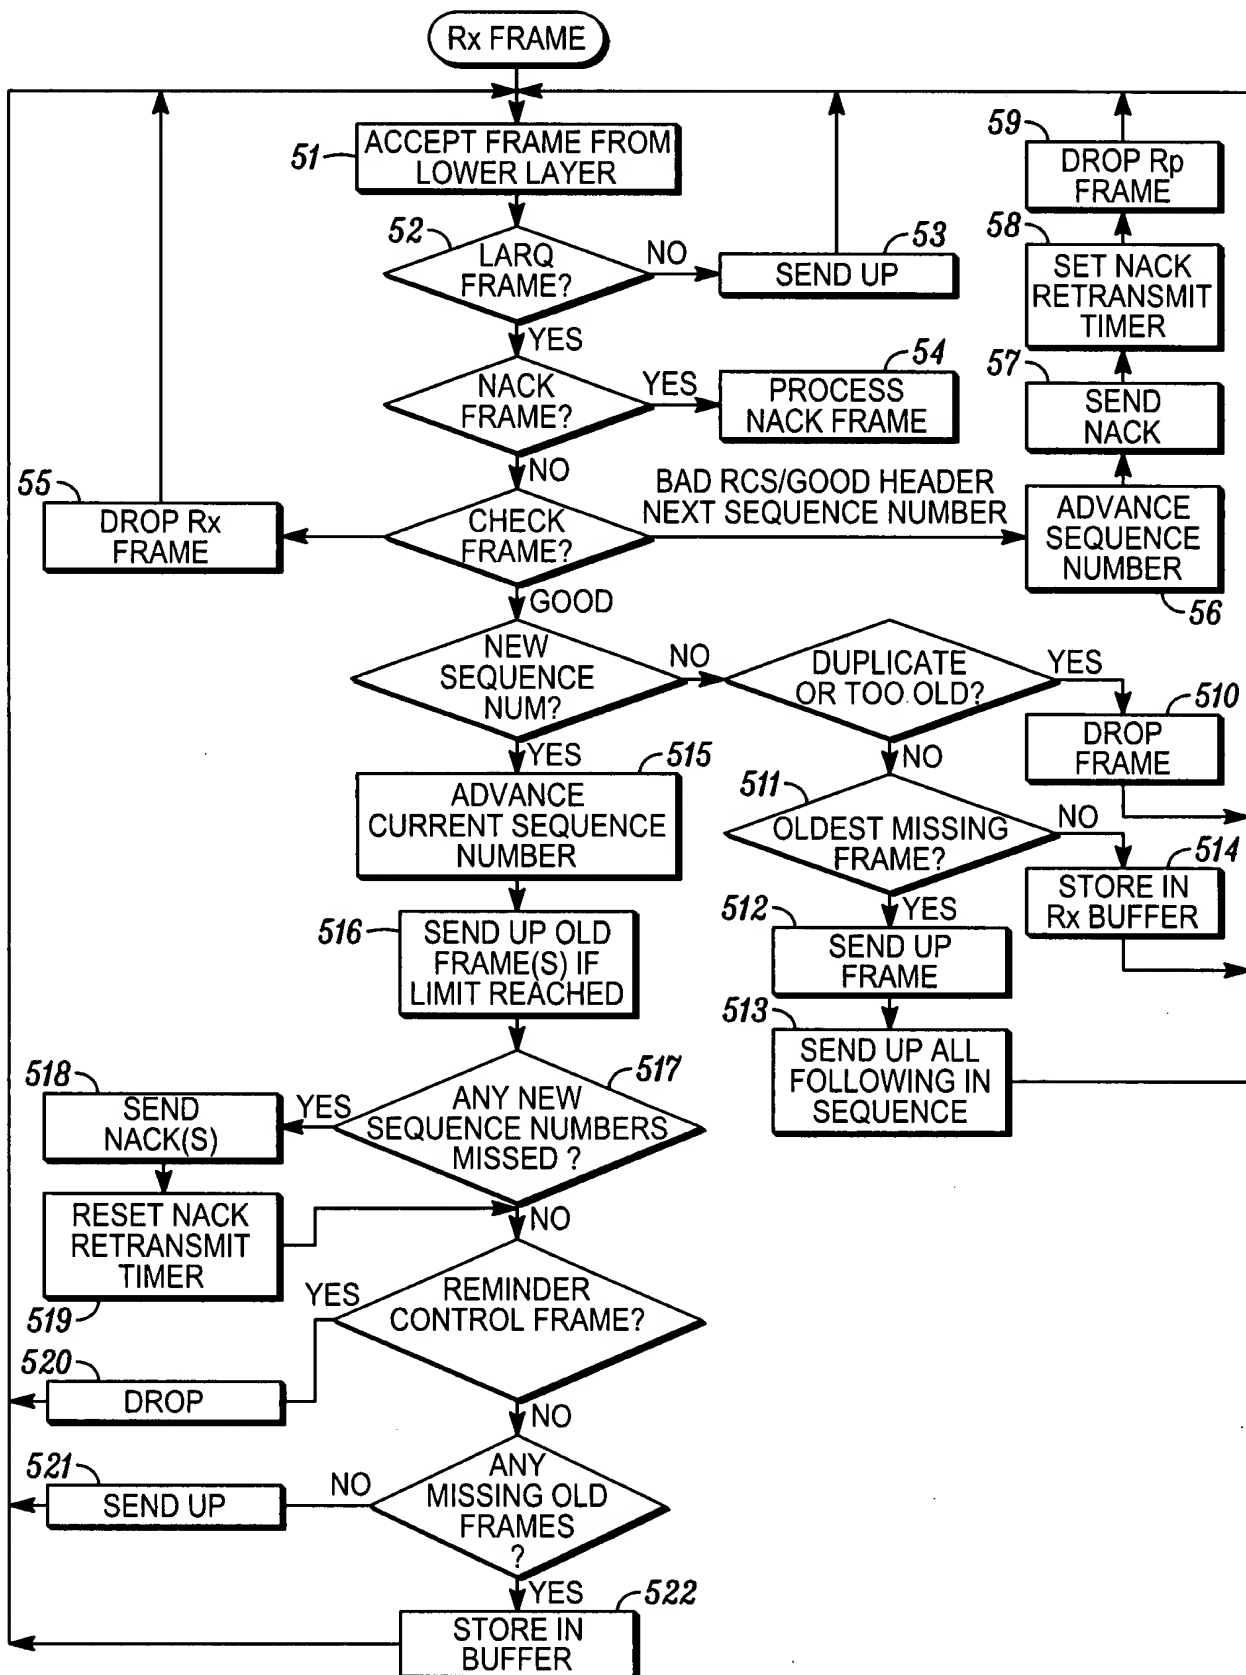 Rx FRAME
51
ACCEPT FRAME FROM
LOWER LAYER
52
LARQ
FRAME?
NO
53
SEND UP
YES
NACK
FRAME?
YES
54
PROCESS
NACK FRAME
NO
55
DROP Rx
FRAME
CHECK
FRAME?
BAD RCS/GOOD HEADER
NEXT SEQUENCE NUMBER
59
DROP Rp
FRAME
58
SET NACK
RETRANSMIT
TIMER
57
SEND
NACK
ADVANCE
SEQUENCE
NUMBER
56
GOOD
NEW
SEQUENCE
NUM?
NO
DUPLICATE
OR TOO OLD?
YES
510
DROP
FRAME
NO
511
OLDEST MISSING
FRAME?
NO
514
STORE IN
Rx BUFFER
YES
512
SEND UP
FRAME
513
SEND UP ALL
FOLLOWING IN
SEQUENCE
YES
515
ADVANCE
CURRENT SEQUENCE
NUMBER
516
SEND UP OLD
FRAME(S) IF
LIMIT REACHED
517
ANY NEW
SEQUENCE NUMBERS
MISSED ?
YES
518
SEND
NACK(S)
RESET NACK
RETRANSMIT
TIMER
519
NO
REMINDER
CONTROL FRAME?
YES
520
DROP
NO
ANY
MISSING OLD
FRAMES
?
NO
521
SEND UP
YES
522
STORE IN
BUFFER